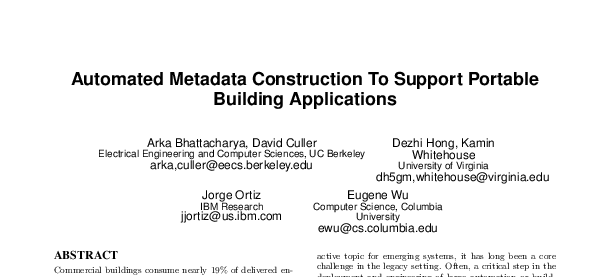 Automated Metadata Construction To Support Portable
Building Applications
Arka Bhattacharya, David Culler
Electrical Engineering and Computer Sciences, UC Berkeley
arka,culler@eecs.berkeley.edu
Dezhi Hong, Kamin
Whitehouse
University of Virginia
dh5gm,whitehouse@virginia.edu
Jorge Ortiz
IBM Research
jjortiz@us.ibm.com
Eugene Wu
Computer Science, Columbia
University
ewu@cs.columbia.edu
ABSTRACT
Commercial buildings consume nearly 19% of delivered en-
active topic for emerging systems, it has long been a core
challenge in the legacy setting. Often, a critical step in the